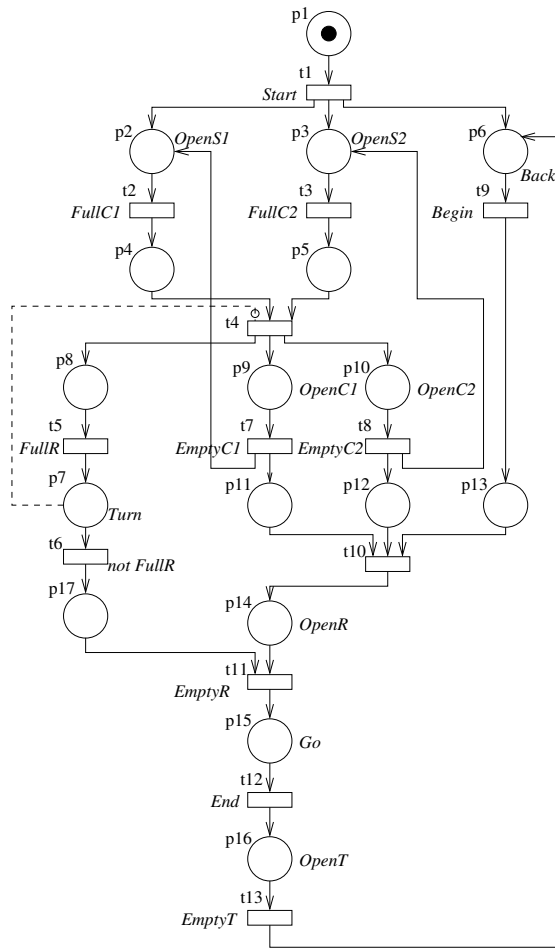 p1
t1
Start
p2
OpenS1
p3
OpenS2
p6
Back
t2
FullC1
t3
FullC2
t9
Begin
p4
p5
t4
p8
p9
OpenC1
p10
OpenC2
t5
FullR
t7
EmptyC1
t8
EmptyC2
p7
Turn
p11
p12
p13
t6
not FullR
t10
p17
p14
OpenR
t11
EmptyR
p15
Go
t12
End
p16
OpenT
t13
EmptyT